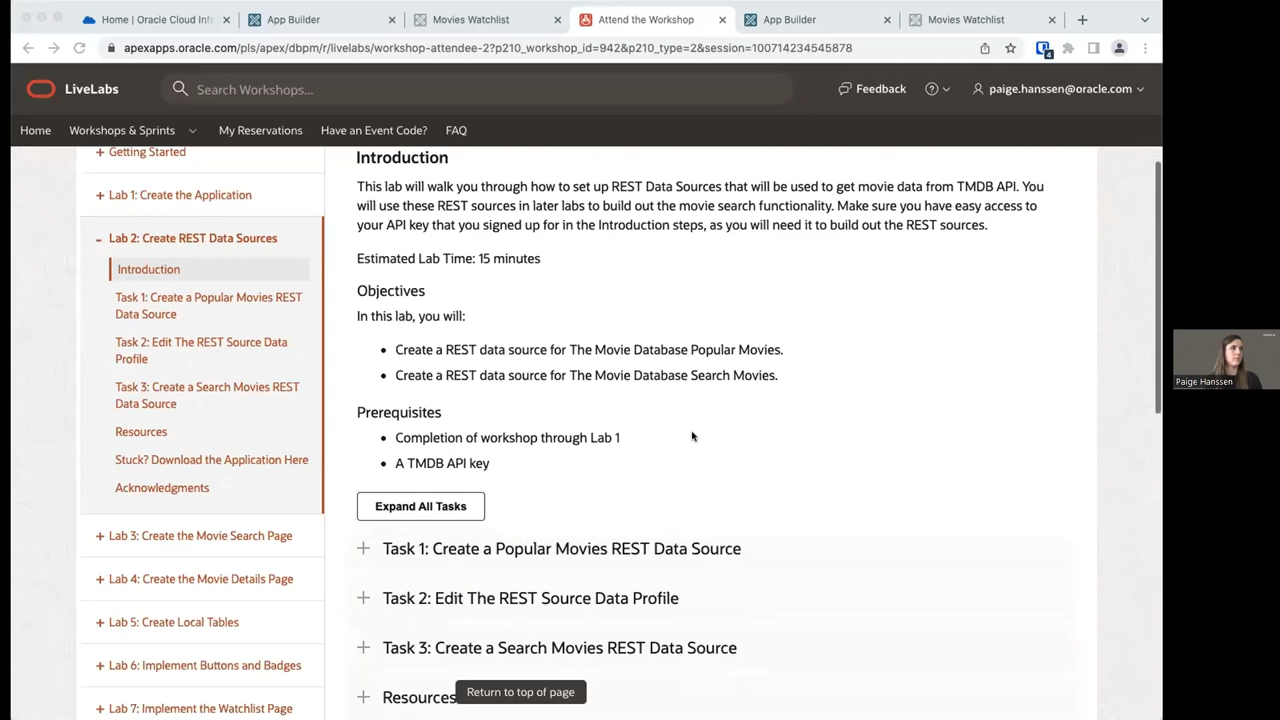 Home | Oracle Cloud Inf
App Builder
Movies Watchlist
Attend the Workshop
App Builder
Movies Watchlist
apexapps.oracle.com/pls/apex/dbpm/r/livelabs/workshop-attendee-2?p210_workshop_id=942&p210_type=2&session=100714234545878
4
LiveLabs
Search Workshops...
Feedback
paige.hanssen@oracle.com
Home
Workshops & Sprints
My Reservations
Have an Event Code?
FAQ
+ Getting Started
+ Lab 1: Create the Application
- Lab 2: Create REST Data Sources
Introduction
Task 1: Create a Popular Movies REST
Data Source
Task 2: Edit The REST Source Data
Profile
Task 3: Create a Search Movies REST
Data Source
Resources
Stuck? Download the Application Here
Acknowledgments
+ Lab 3: Create the Movie Search Page
+ Lab 4: Create the Movie Details Page
+ Lab 5: Create Local Tables
+ Lab 6: Implement Buttons and Badges
+ Lab 7: Implement the Watchlist Page
Introduction
This lab will walk you through how to set up REST Data Sources that will be used to get movie data from TMDB API. You
will use these REST sources in later labs to build out the movie search functionality. Make sure you have easy access to
your API key that you signed up for in the Introduction steps, as you will need it to build out the REST sources.
Estimated Lab Time: 15 minutes
Objectives
In this lab, you will:
• Create a REST data source for The Movie Database Popular Movies.
• Create a REST data source for The Movie Database Search Movies.
Prerequisites
• Completion of workshop through Lab 1
• A TMDB API key
Expand All Tasks
+ Task 1: Create a Popular Movies REST Data Source
+ Task 2: Edit The REST Source Data Profile
+ Task 3: Create a Search Movies REST Data Source
+ Resources
Return to top of page
Paige Hanssen